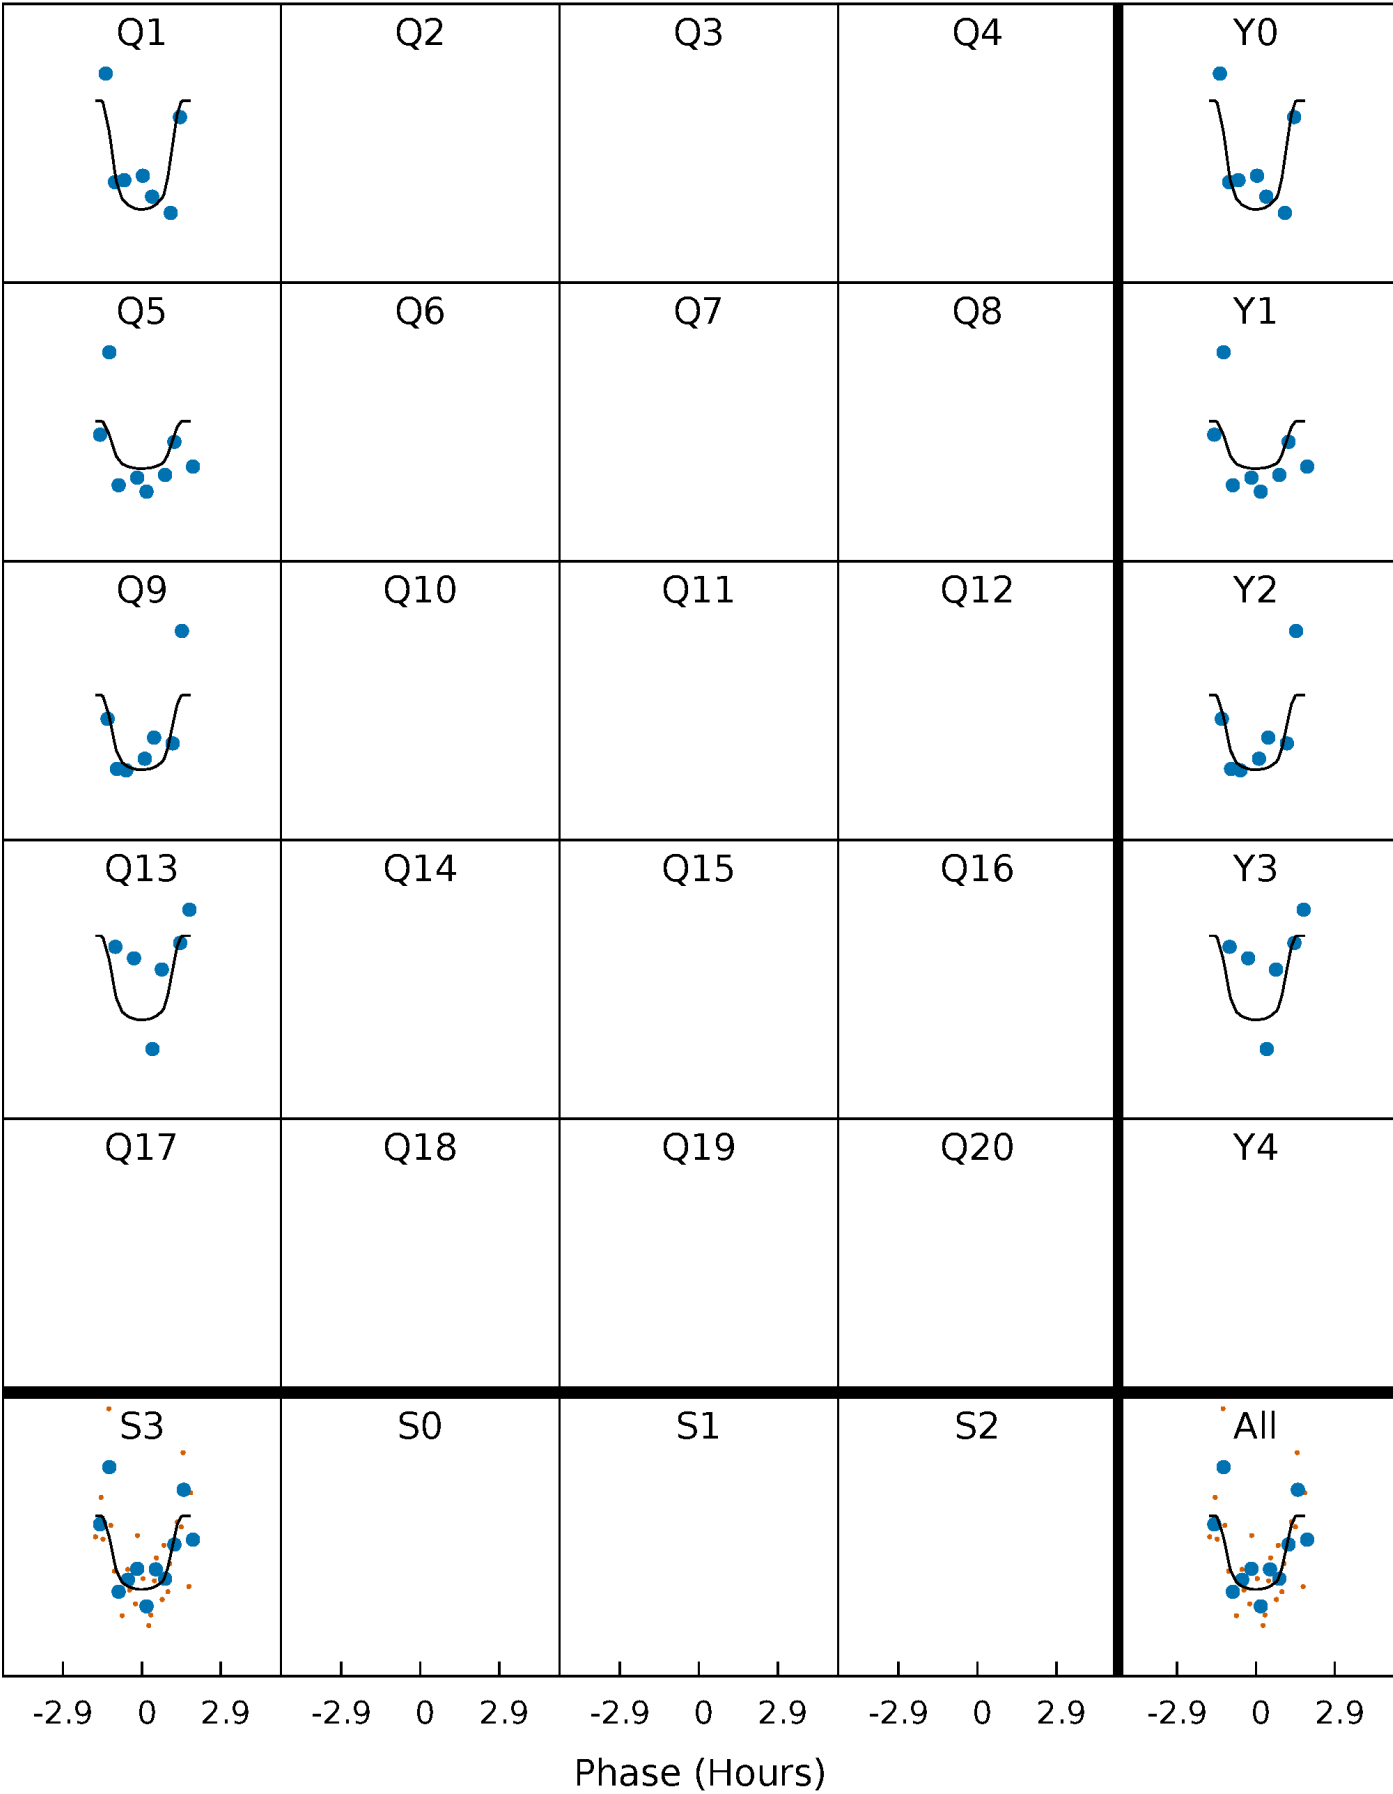 Q1 Q2 Q3 Q4 Y0
Q5 Q6 Q7 Q8 Y1
Q9 Q10 Q11 Q12 Y2
Q13 Q14 Q15 Q16 Y3
Q17 Q18 Q19 Q20 Y4
S3 S0 S1 S2 All
-2.9 0 2.9 -2.9 0 2.9 -2.9 0 2.9 -2.9 0 2.9 -2.9 0 2.9
Phase (Hours)